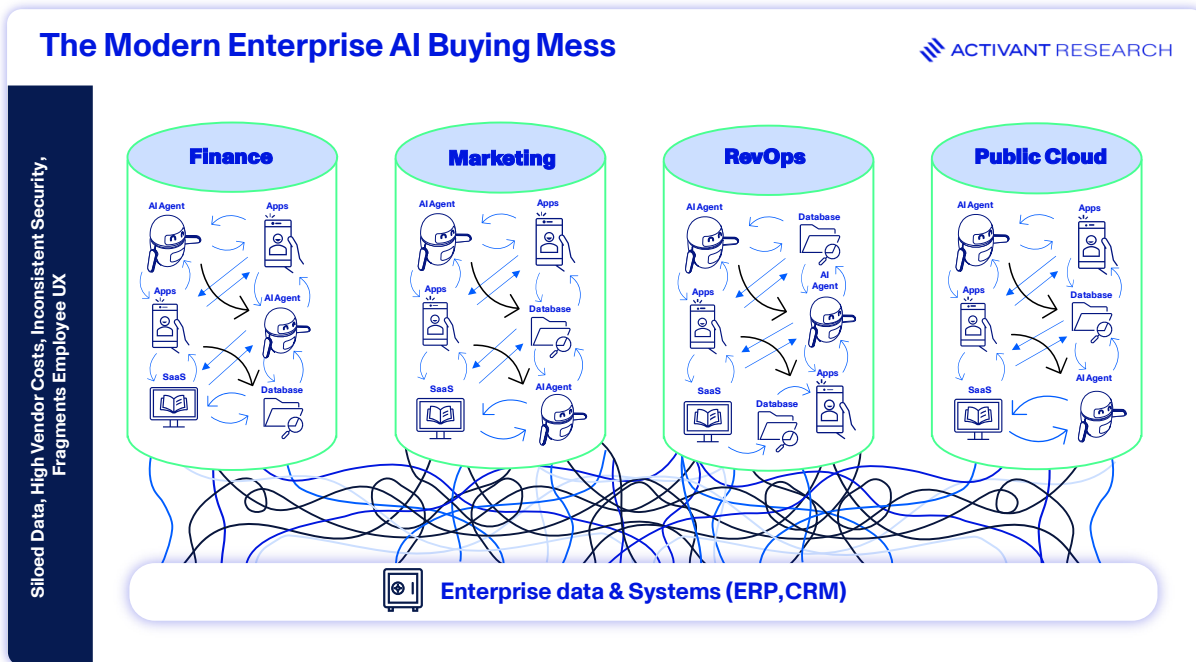 The Modern Enterprise AI Buying Mess
ACTIVANT RESEARCH
Siloed Data, High Vendor Costs, Inconsistent Security,
Fragments Employee UX
Finance
AI Agent
Apps
Apps
AI Agent
SaaS
Database
Marketing
AI Agent
Apps
Apps
Database
SaaS
AI Agent
RevOps
AI Agent
Database
AI
Agent
Apps
Apps
SaaS
Database
Public Cloud
AI Agent
Apps
Apps
Database
SaaS
AI Agent
Enterprise data & Systems (ERP,CRM)